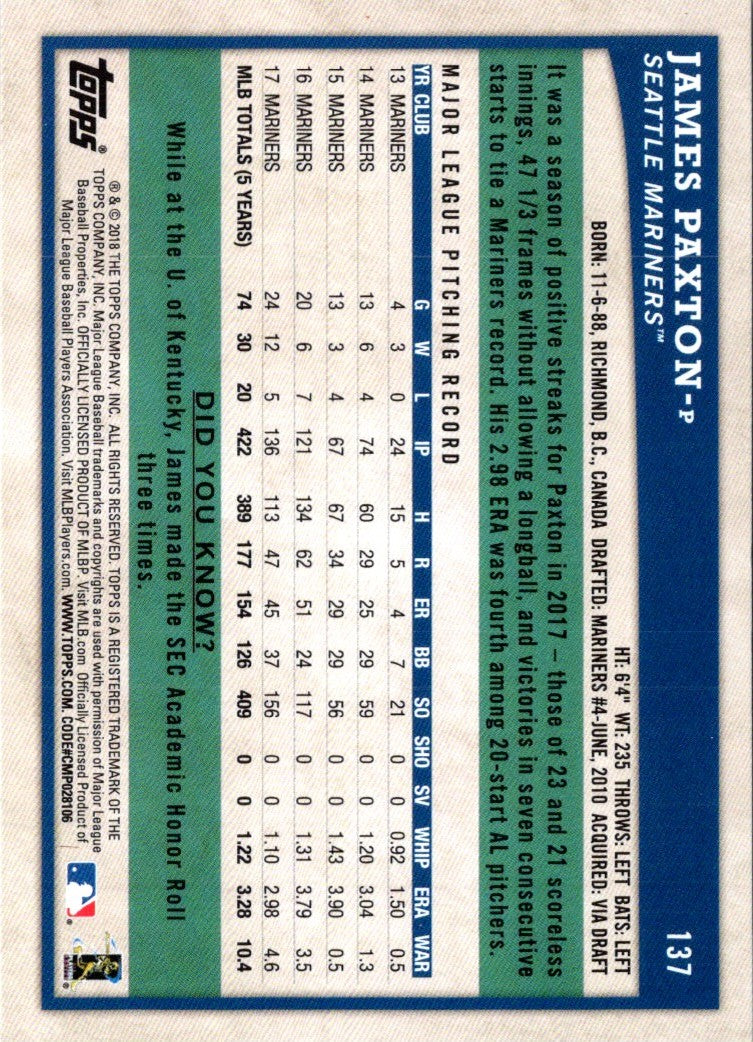 JAMES PAXTON-P
137
SEATTLE MARINERS™
HT: 6'4" WT: 235 THROWS: LEFT BATS: LEFT
BORN: 11-6-88, RICHMOND, B.C., CANADA DRAFTED: MARINERS #4-JUNE, 2010 ACQUIRED: VIA DRAFT
It was a season of positive streaks for Paxton in 2017 – those of 23 and 21 scoreless
innings, 47 1/3 frames without allowing a longball, and victories in seven consecutive
starts to tie a Mariners record. His 2.98 ERA was fourth among 20-start AL pitchers.
MAJOR LEAGUE PITCHING RECORD
YR CLUB G W L IP H R ER BB SO SHO SV WHIP ERA WAR
13 MARINERS 4 3 0 24 15 5 4 7 21 0 0 0.92 1.50 0.5
14 MARINERS 13 6 4 74 60 29 25 29 59 0 0 1.20 3.04 1.3
15 MARINERS 13 3 4 67 67 34 29 29 56 0 0 1.43 3.90 0.5
16 MARINERS 20 6 7 121 134 62 51 24 117 0 0 1.31 3.79 3.5
17 MARINERS 24 12 5 136 113 47 45 37 156 0 0 1.10 2.98 4.6
MLB TOTALS (5 YEARS) 74 30 20 422 389 177 154 126 409 0 0 1.22 3.28 10.4
DID YOU KNOW?
While at the U. of Kentucky, James made the SEC Academic Honor Roll
three times.
topps®
® & © 2018 THE TOPPS COMPANY, INC. ALL RIGHTS RESERVED. TOPPS IS A REGISTERED TRADEMARK OF THE
TOPPS COMPANY, INC. Major League Baseball trademarks and copyrights are used with permission of Major League
Baseball Properties, Inc. OFFICIALLY LICENSED PRODUCT OF MLBP. Visit MLB.com Officially Licensed Product of
Major League Baseball Players Association. Visit MLBPlayers.com. WWW.TOPPS.COM. CODE#CMP028106